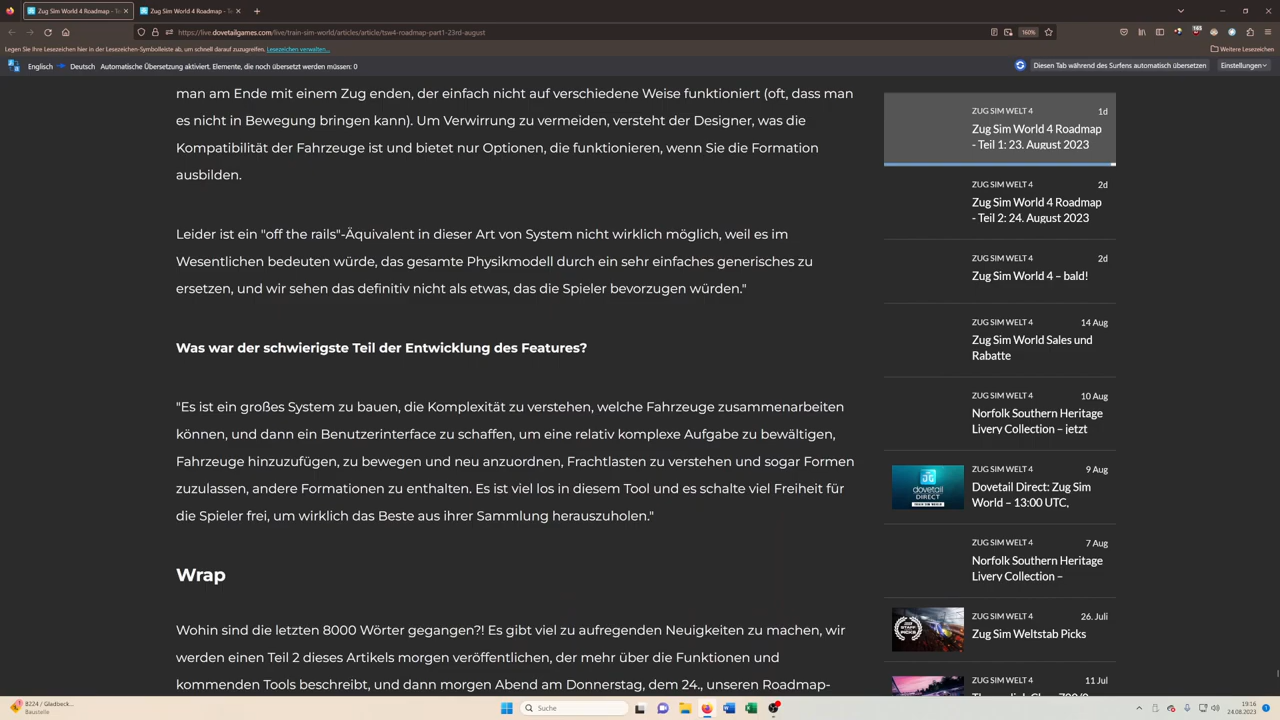 Zug Sim World 4 Roadmap - T
Zug Sim World 4 Roadmap - T
https://live.dovetailgames.com/live/train-sim-world/articles/article/tsw4-roadmap-part1-23rd-august
160%
Legen Sie Ihre Lesezeichen hier in der Lesezeichen-Symbolleiste ab, um schnell darauf zuzugreifen. Lesezeichen verwalten...
Weitere Lesezeichen
Englisch Deutsch Automatische Übersetzung aktiviert. Elemente, die noch übersetzt werden müssen: 0
Diesen Tab während des Surfens automatisch übersetzen
Einstellungen
man am Ende mit einem Zug enden, der einfach nicht auf verschiedene Weise funktioniert (oft, dass man
es nicht in Bewegung bringen kann). Um Verwirrung zu vermeiden, versteht der Designer, was die
Kompatibilität der Fahrzeuge ist und bietet nur Optionen, die funktionieren, wenn Sie die Formation
ausbilden.
Leider ist ein "off the rails"-Äquivalent in dieser Art von System nicht wirklich möglich, weil es im
Wesentlichen bedeuten würde, das gesamte Physikmodell durch ein sehr einfaches generisches zu
ersetzen, und wir sehen das definitiv nicht als etwas, das die Spieler bevorzugen würden."
Was war der schwierigste Teil der Entwicklung des Features?
"Es ist ein großes System zu bauen, die Komplexität zu verstehen, welche Fahrzeuge zusammenarbeiten
können, und dann ein Benutzerinterface zu schaffen, um eine relativ komplexe Aufgabe zu bewältigen,
Fahrzeuge hinzuzufügen, zu bewegen und neu anzuordnen, Frachtlasten zu verstehen und sogar Formen
zuzulassen, andere Formationen zu enthalten. Es ist viel los in diesem Tool und es schalte viel Freiheit für
die Spieler frei, um wirklich das Beste aus ihrer Sammlung herauszuholen."
Wrap
Wohin sind die letzten 8000 Wörter gegangen?! Es gibt viel zu aufregenden Neuigkeiten zu machen, wir
werden einen Teil 2 dieses Artikels morgen veröffentlichen, der mehr über die Funktionen und
kommenden Tools beschreibt, und dann morgen Abend am Donnerstag, dem 24., unseren Roadmap-
ZUG SIM WELT 4 1d
Zug Sim World 4 Roadmap
- Teil 1: 23. August 2023
ZUG SIM WELT 4 2d
Zug Sim World 4 Roadmap
- Teil 2: 24. August 2023
ZUG SIM WELT 4 2d
Zug Sim World 4 – bald!
ZUG SIM WELT 4 14 Aug
Zug Sim World Sales und
Rabatte
ZUG SIM WELT 4 10 Aug
Norfolk Southern Heritage
Livery Collection – jetzt
dovetail
DIRECT
ZUG SIM WELT 4 9 Aug
Dovetail Direct: Zug Sim
World – 13:00 UTC,
ZUG SIM WELT 4 7 Aug
Norfolk Southern Heritage
Livery Collection –
STAFF
PICKS
ZUG SIM WELT 4 26. Juli
Zug Sim Weltstab Picks
ZUG SIM WELT 4 11 Jul
B224 / Gladbeck...
Baustelle
Suche
19:16
24.08.2023